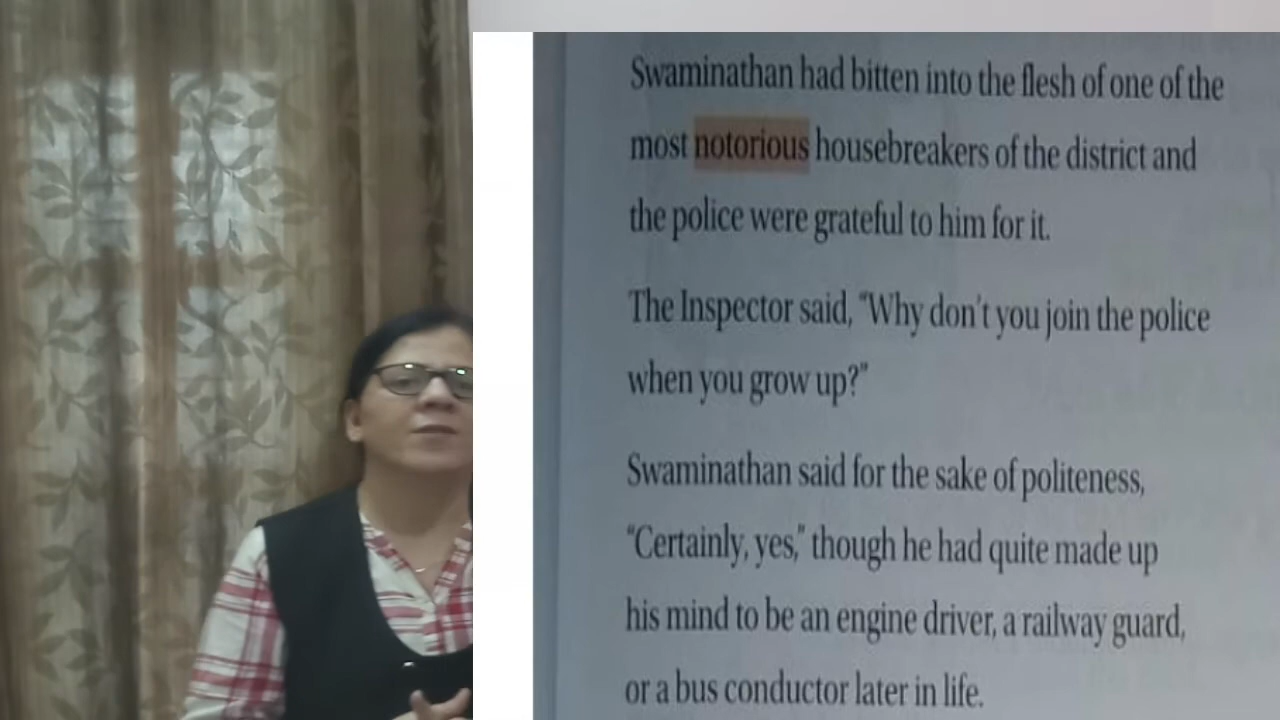 Swaminathan had bitten into the flesh of one of the
most notorious housebreakers of the district and
the police were grateful to him for it.
The Inspector said, "Why don't you join the police
when you grow up?"
Swaminathan said for the sake of politeness,
"Certainly, yes," though he had quite made up
his mind to be an engine driver, a railway guard,
or a bus conductor later in life.